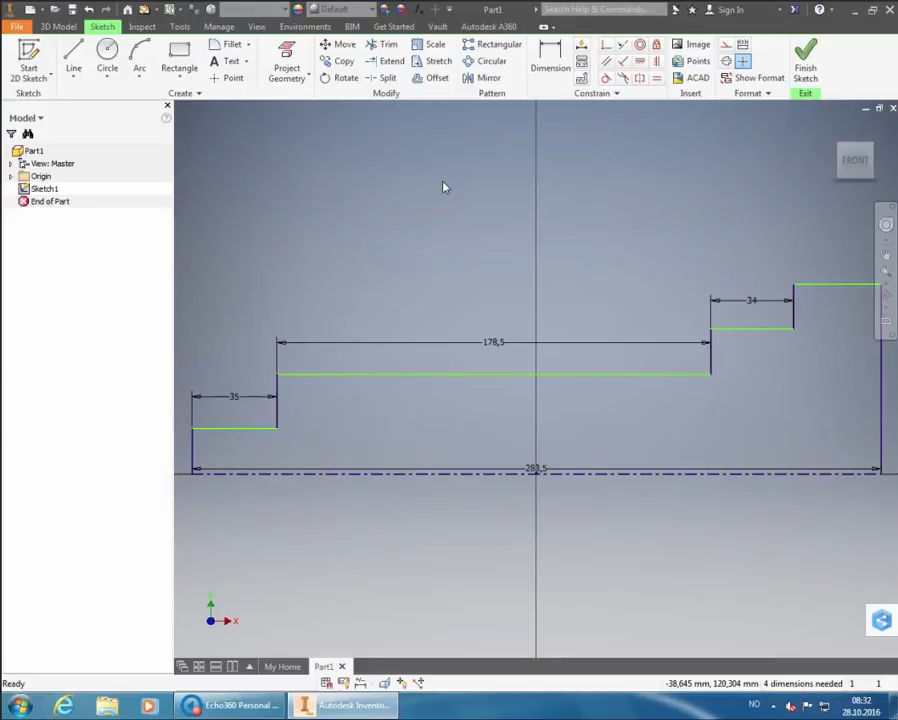 Default
Part1
Search Help & Commands...
Sign In
File
3D Model
Sketch
Inspect
Tools
Manage
View
Environments
BIM
Get Started
Vault
Autodesk A360
Start
2D Sketch
Line
Circle
Arc
Rectangle
Fillet
Text
Point
Project
Geometry
Move
Copy
Rotate
Trim
Extend
Split
Scale
Stretch
Offset
Rectangular
Circular
Mirror
Dimension
Image
Points
ACAD
Show Format
Finish
Sketch
Sketch
Create
Modify
Pattern
Constrain
Insert
Format
Exit
Model
Part1
View: Master
Origin
Sketch1
End of Part
FRONT
34
178,5
35
283,5
X
My Home
Part1
Ready
-38,645 mm, 120,304 mm
4 dimensions needed
1
1
Echo360 Personal ...
Autodesk Invento...
NO
08:32
28.10.2016